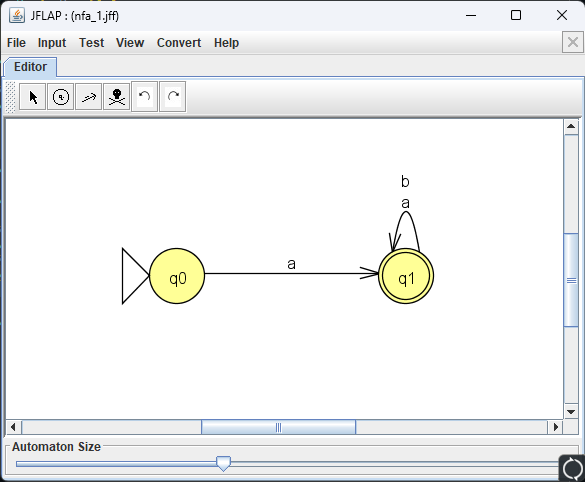 JFLAP : (nfa_1.jff)
File Input Test View Convert Help
Editor
b
a
a
q0
q1
Automaton Size